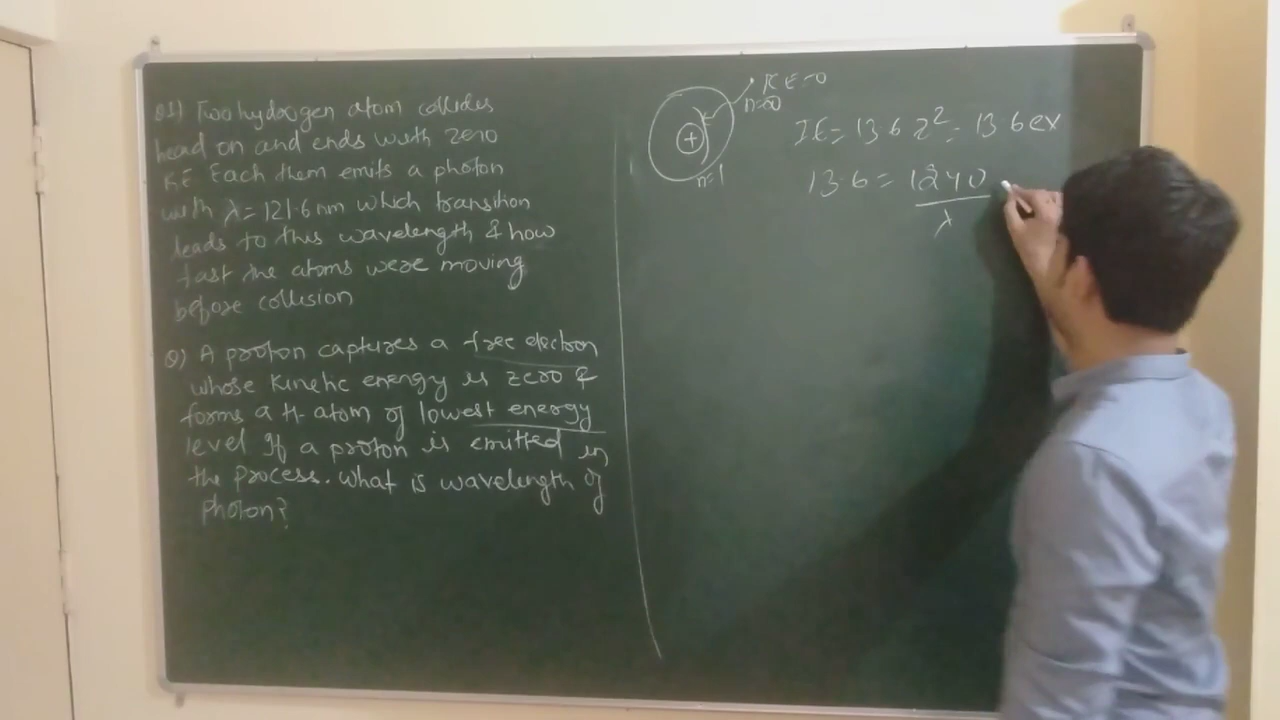 Q1) Two hydrogen atom collides
head on and ends with zero
KE Each them emits a photon
with λ = 121.6 nm which transition
leads to this wavelength & how
fast the atoms were moving
before collision
Q) A proton captures a free electron
whose kinetic energy is zero &
forms a H-atom of lowest energy
level If a proton is emitted in
the process. What is wavelength of
photon?
KE=0
n=∞
+
n=1
IE = 13.6 z² = 13.6 ev
13.6 = 1240
λ